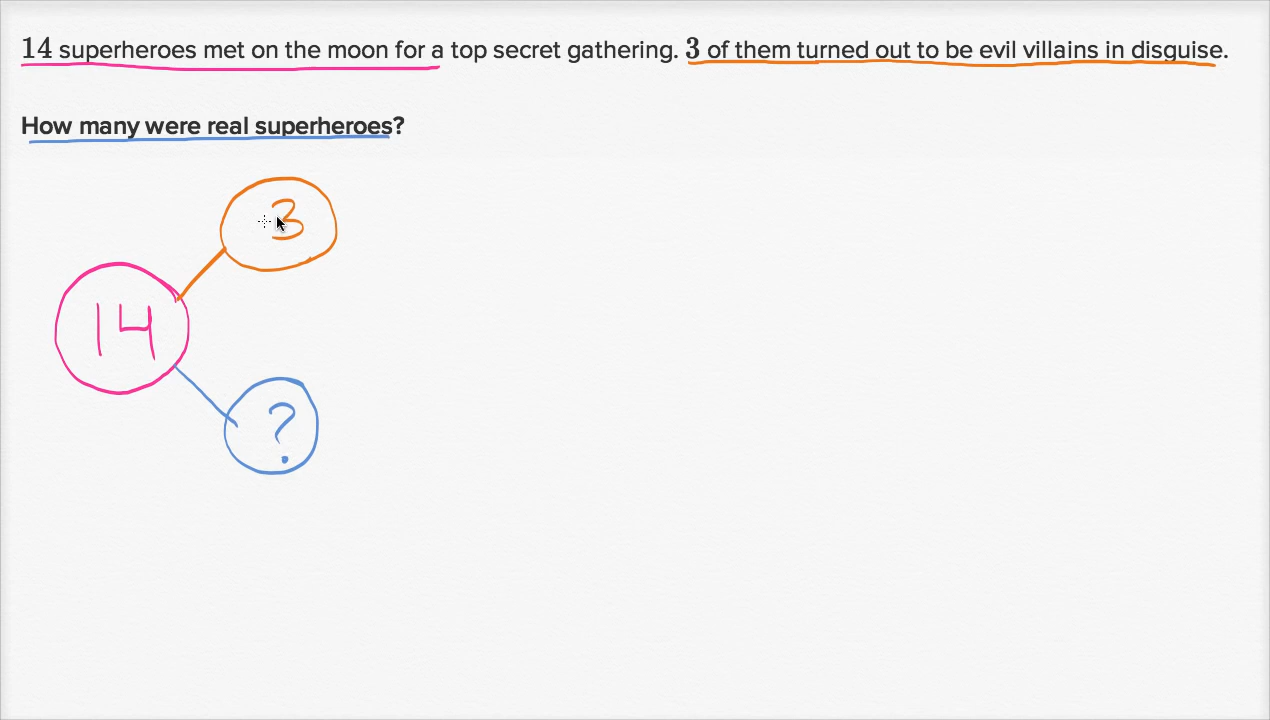 14 superheroes met on the moon for a top secret gathering. 3 of them turned out to be evil villains in disguise.
How many were real superheroes?
3
14
?